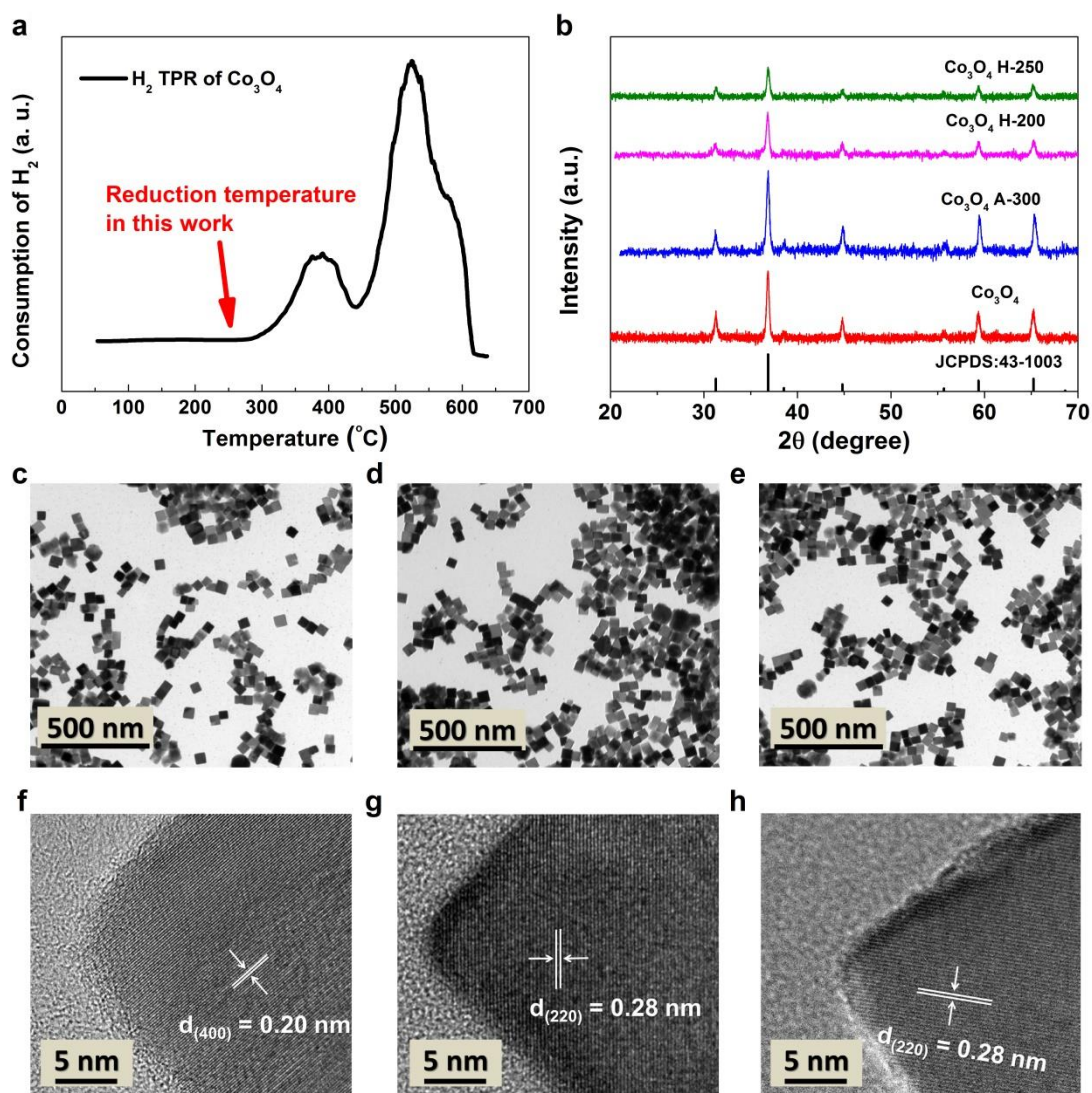 a
H₂ TPR of Co₃O₄
Reduction temperature
in this work
Consumption of H₂ (a. u.)
0 100 200 300 400 500 600 700
Temperature (°C)
b
Co₃O₄ H-250
Co₃O₄ H-200
Co₃O₄ A-300
Co₃O₄
JCPDS:43-1003
Intensity (a.u.)
20 30 40 50 60 70
2θ (degree)
c
500 nm
d
500 nm
e
500 nm
f
d(400) = 0.20 nm
5 nm
g
d(220) = 0.28 nm
5 nm
h
d(220) = 0.28 nm
5 nm